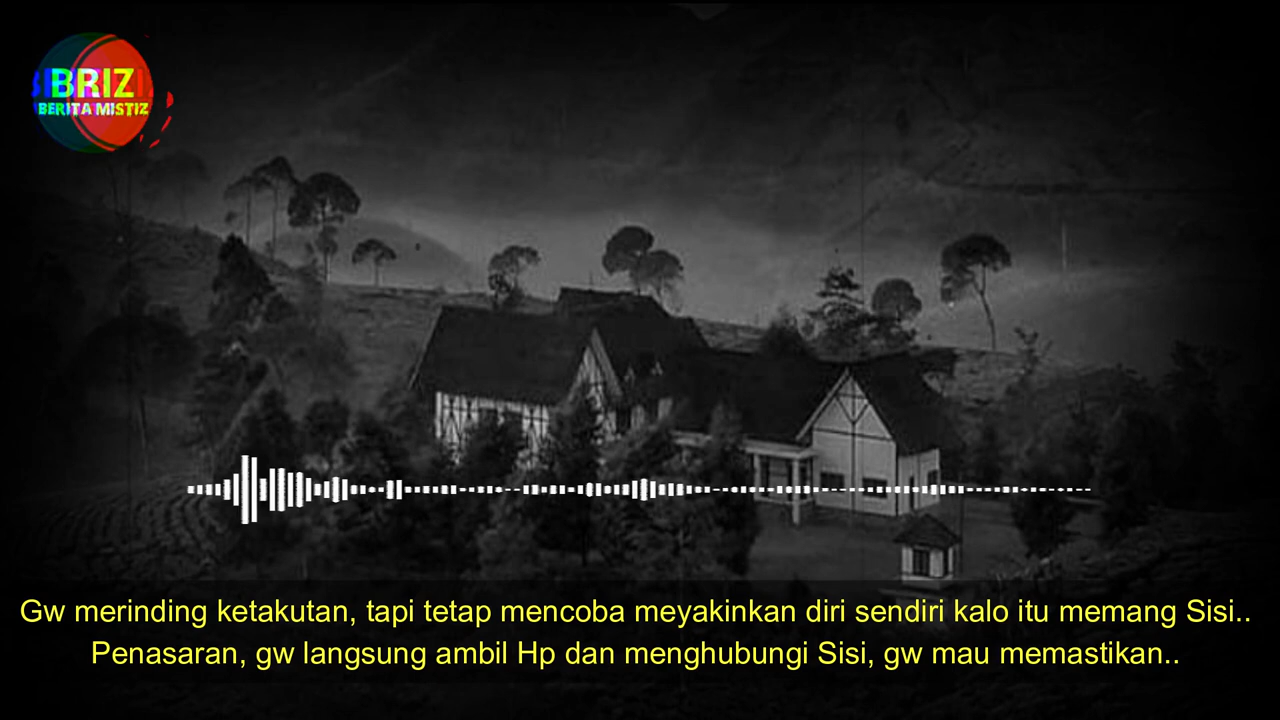 BRIZ
BERITA MISTIZ
Gw merinding ketakutan, tapi tetap mencoba meyakinkan diri sendiri kalo itu memang Sisi..
Penasaran, gw langsung ambil Hp dan menghubungi Sisi, gw mau memastikan..